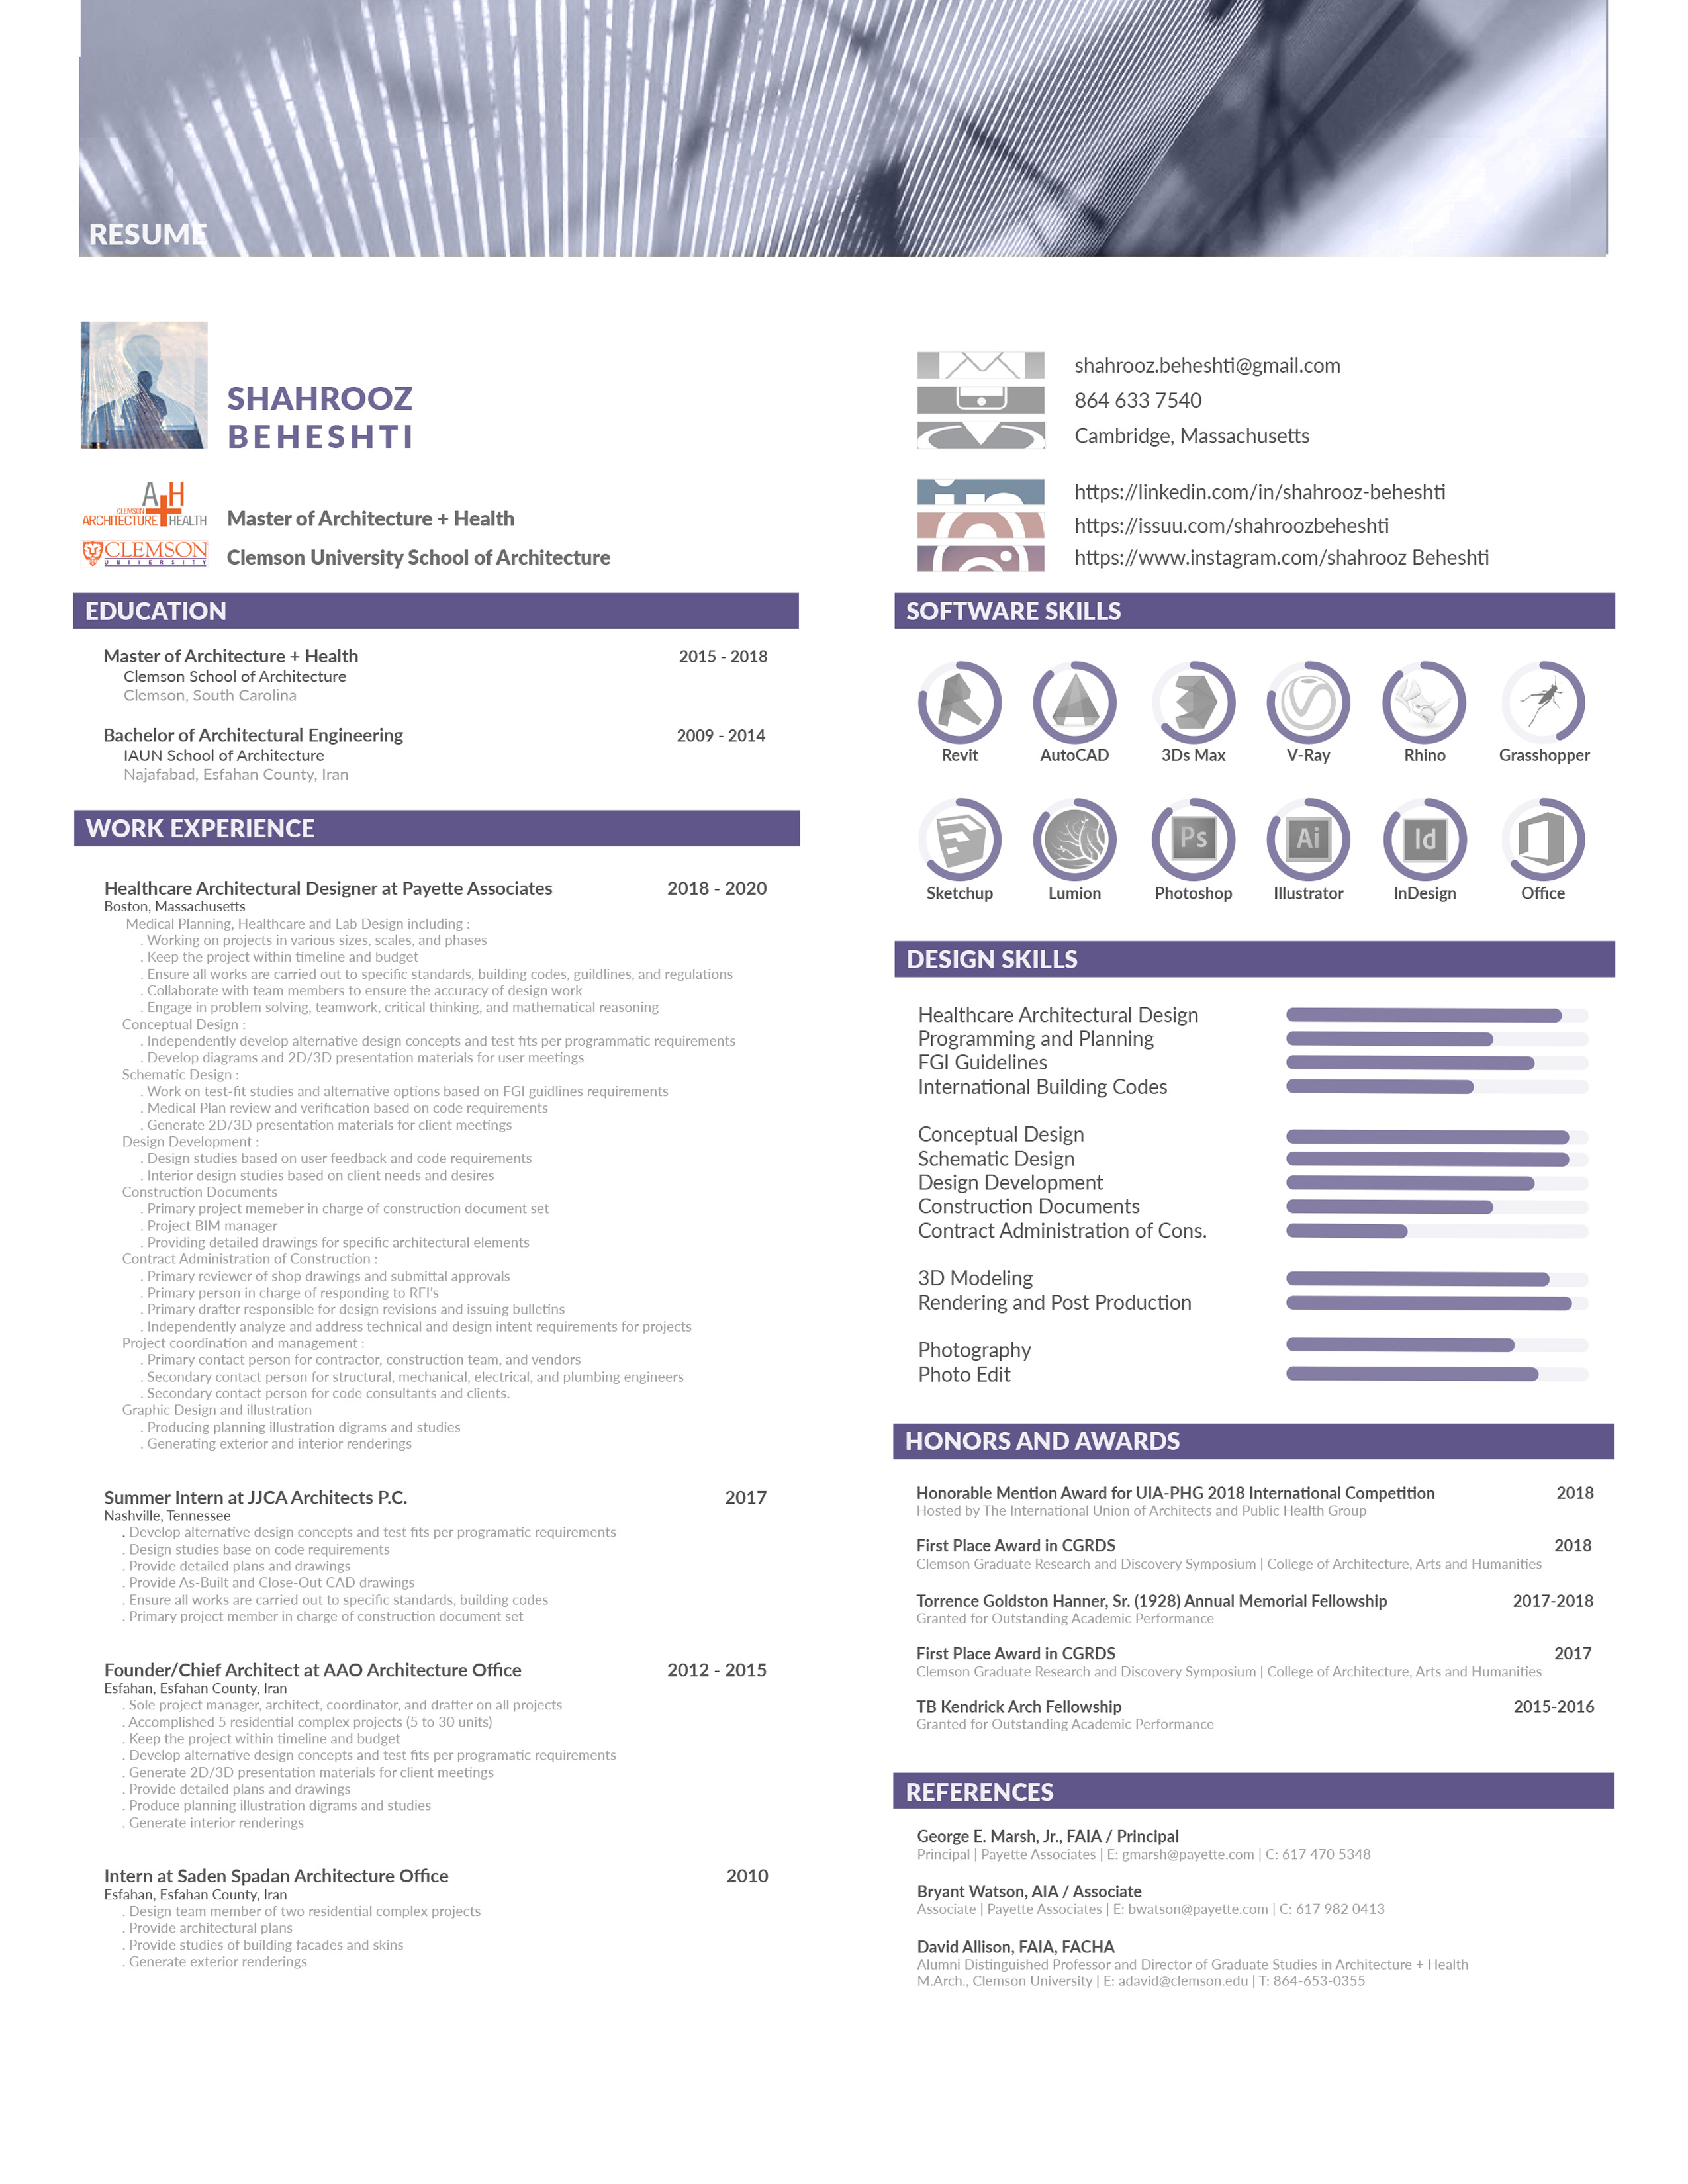 RESUME
SHAHROOZ
BEHESHTI
A H
CLEMSON
ARCHITECTURE HEALTH
Master of Architecture + Health
CLEMSON
UNIVERSITY
Clemson University School of Architecture
shahrooz.beheshti@gmail.com
864 633 7540
Cambridge, Massachusetts
in
https://linkedin.com/in/shahrooz-beheshti
https://issuu.com/shahroozbeheshti
https://www.instagram.com/shahrooz Beheshti
EDUCATION
Master of Architecture + Health 2015 - 2018
Clemson School of Architecture
Clemson, South Carolina
Bachelor of Architectural Engineering 2009 - 2014
IAUN School of Architecture
Najafabad, Esfahan County, Iran
WORK EXPERIENCE
Healthcare Architectural Designer at Payette Associates 2018 - 2020
Boston, Massachusetts
Medical Planning, Healthcare and Lab Design including :
. Working on projects in various sizes, scales, and phases
. Keep the project within timeline and budget
. Ensure all works are carried out to specific standards, building codes, guildlines, and regulations
. Collaborate with team members to ensure the accuracy of design work
. Engage in problem solving, teamwork, critical thinking, and mathematical reasoning
Conceptual Design :
. Independently develop alternative design concepts and test fits per programmatic requirements
. Develop diagrams and 2D/3D presentation materials for user meetings
Schematic Design :
. Work on test-fit studies and alternative options based on FGI guidlines requirements
. Medical Plan review and verification based on code requirements
. Generate 2D/3D presentation materials for client meetings
Design Development :
. Design studies based on user feedback and code requirements
. Interior design studies based on client needs and desires
Construction Documents
. Primary project memeber in charge of construction document set
. Project BIM manager
. Providing detailed drawings for specific architectural elements
Contract Administration of Construction :
. Primary reviewer of shop drawings and submittal approvals
. Primary person in charge of responding to RFI's
. Primary drafter responsible for design revisions and issuing bulletins
. Independently analyze and address technical and design intent requirements for projects
Project coordination and management :
. Primary contact person for contractor, construction team, and vendors
. Secondary contact person for structural, mechanical, electrical, and plumbing engineers
. Secondary contact person for code consultants and clients.
Graphic Design and illustration
. Producing planning illustration digrams and studies
. Generating exterior and interior renderings
Summer Intern at JJCA Architects P.C. 2017
Nashville, Tennessee
. Develop alternative design concepts and test fits per programatic requirements
. Design studies base on code requirements
. Provide detailed plans and drawings
. Provide As-Built and Close-Out CAD drawings
. Ensure all works are carried out to specific standards, building codes
. Primary project member in charge of construction document set
Founder/Chief Architect at AAO Architecture Office 2012 - 2015
Esfahan, Esfahan County, Iran
. Sole project manager, architect, coordinator, and drafter on all projects
. Accomplished 5 residential complex projects (5 to 30 units)
. Keep the project within timeline and budget
. Develop alternative design concepts and test fits per programatic requirements
. Generate 2D/3D presentation materials for client meetings
. Provide detailed plans and drawings
. Produce planning illustration digrams and studies
. Generate interior renderings
Intern at Saden Spadan Architecture Office 2010
Esfahan, Esfahan County, Iran
. Design team member of two residential complex projects
. Provide architectural plans
. Provide studies of building facades and skins
. Generate exterior renderings
SOFTWARE SKILLS
Revit AutoCAD 3Ds Max V-Ray Rhino Grasshopper
Ps Ai Id
Sketchup Lumion Photoshop Illustrator InDesign Office
DESIGN SKILLS
Healthcare Architectural Design
Programming and Planning
FGI Guidelines
International Building Codes
Conceptual Design
Schematic Design
Design Development
Construction Documents
Contract Administration of Cons.
3D Modeling
Rendering and Post Production
Photography
Photo Edit
HONORS AND AWARDS
Honorable Mention Award for UIA-PHG 2018 International Competition 2018
Hosted by The International Union of Architects and Public Health Group
First Place Award in CGRDS 2018
Clemson Graduate Research and Discovery Symposium | College of Architecture, Arts and Humanities
Torrence Goldston Hanner, Sr. (1928) Annual Memorial Fellowship 2017-2018
Granted for Outstanding Academic Performance
First Place Award in CGRDS 2017
Clemson Graduate Research and Discovery Symposium | College of Architecture, Arts and Humanities
TB Kendrick Arch Fellowship 2015-2016
Granted for Outstanding Academic Performance
REFERENCES
George E. Marsh, Jr., FAIA / Principal
Principal | Payette Associates | E: gmarsh@payette.com | C: 617 470 5348
Bryant Watson, AIA / Associate
Associate | Payette Associates | E: bwatson@payette.com | C: 617 982 0413
David Allison, FAIA, FACHA
Alumni Distinguished Professor and Director of Graduate Studies in Architecture + Health
M.Arch., Clemson University | E: adavid@clemson.edu | T: 864-653-0355